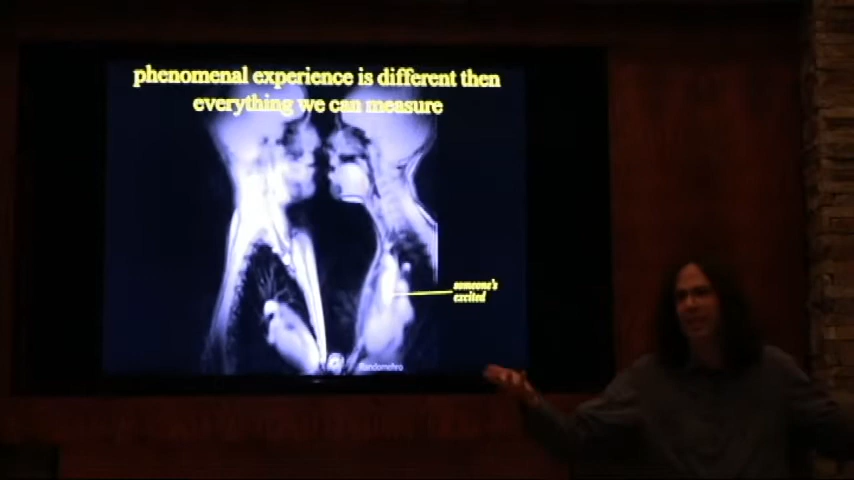 phenomenal experience is different then
everything we can measure
someone's
excited